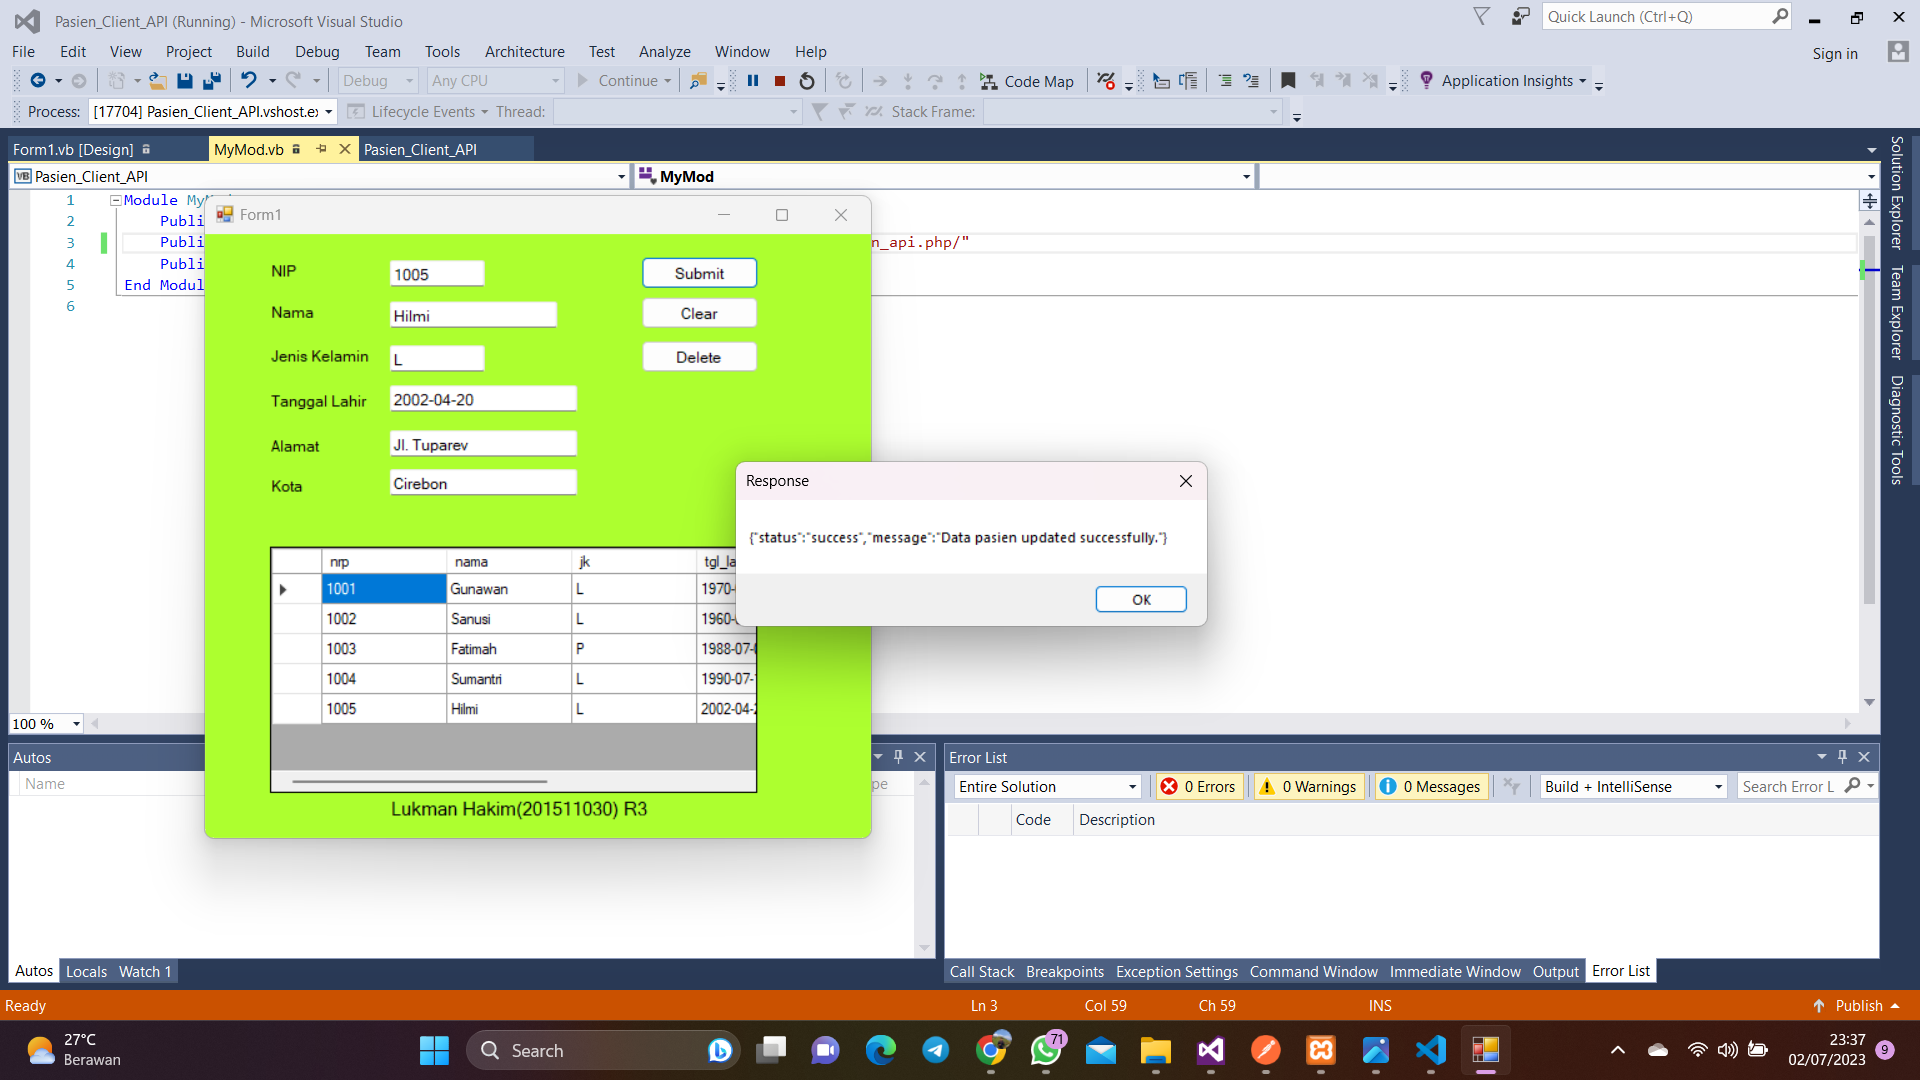 Pasien_Client_API (Running) - Microsoft Visual Studio
Quick Launch (Ctrl+Q)
File Edit View Project Build Debug Team Tools Architecture Test Analyze Window Help
Sign in
Debug Any CPU Continue Code Map Application Insights
Process: [17704] Pasien_Client_API.vshost.ex Lifecycle Events Thread: Stack Frame:
Form1.vb [Design] MyMod.vb Pasien_Client_API
VB Pasien_Client_API MyMod
1 Module
2 Publi
3 Publi n_api.php/"
4 Publi
5 End Modul
6
Form1
NIP 1005 Submit
Nama Hilmi Clear
Jenis Kelamin L Delete
Tanggal Lahir 2002-04-20
Alamat Jl. Tuparev
Kota Cirebon
nrp nama jk tgl_la
1001 Gunawan L 1970-
1002 Sanusi L 1960-
1003 Fatimah P 1988-07-0
1004 Sumantri L 1990-07-
1005 Hilmi L 2002-04-2
Lukman Hakim(201511030) R3
Response
{"status":"success","message":"Data pasien updated successfully."}
OK
Solution Explorer
Team Explorer
Diagnostic Tools
100 %
Autos
Name pe
Autos Locals Watch 1
Error List
Entire Solution 0 Errors 0 Warnings 0 Messages Build + IntelliSense Search Error L
Code Description
Call Stack Breakpoints Exception Settings Command Window Immediate Window Output Error List
Ready Ln 3 Col 59 Ch 59 INS Publish
27°C
Berawan
Search
71
23:37
02/07/2023
9